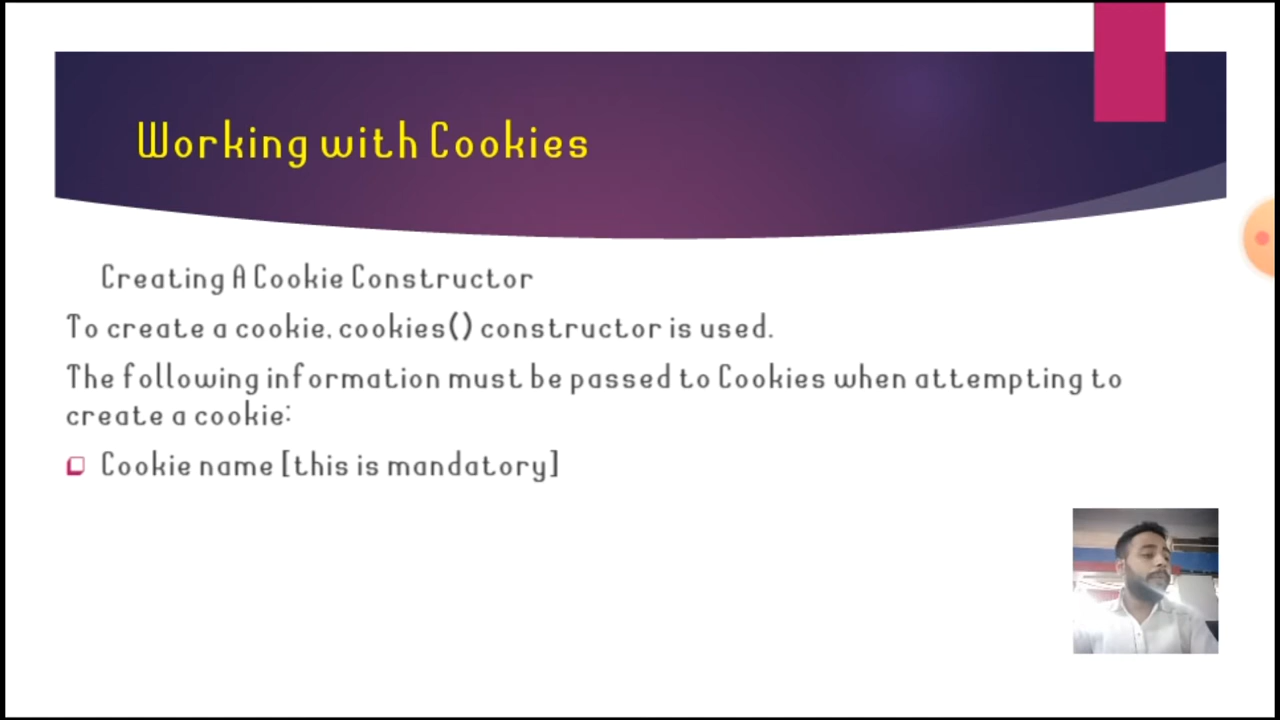 Working with Cookies
Creating A Cookie Constructor
To create a cookie, cookies() constructor is used.
The following information must be passed to Cookies when attempting to
create a cookie:
Cookie name [this is mandatory]